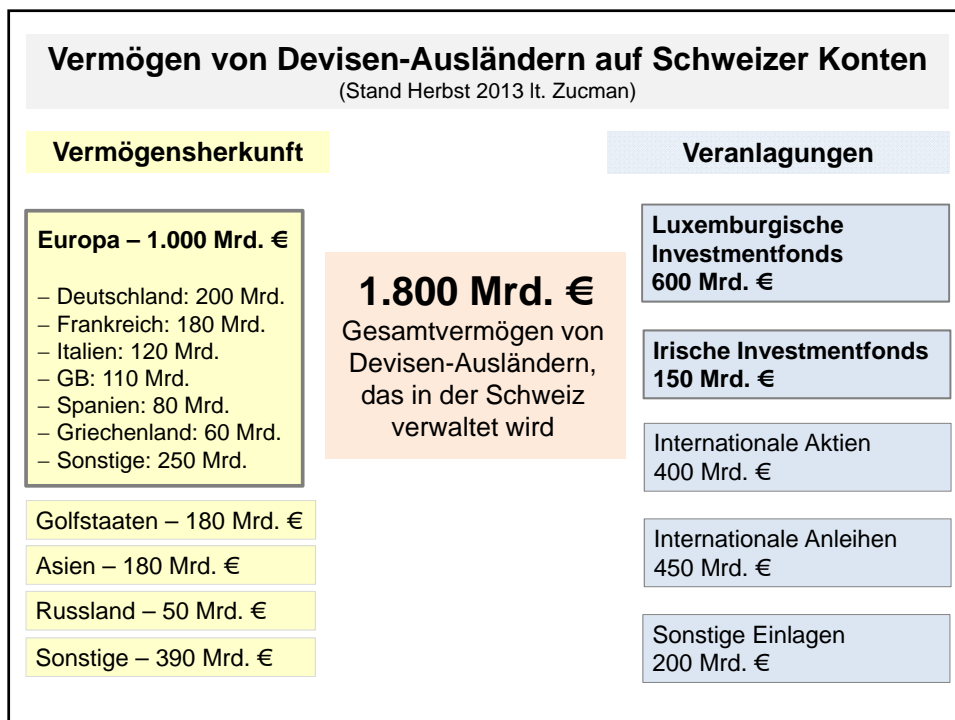 Vermögen von Devisen-Ausländern auf Schweizer Konten
(Stand Herbst 2013 lt. Zucman)
Vermögensherkunft
Europa – 1.000 Mrd. €
– Deutschland: 200 Mrd.
– Frankreich: 180 Mrd.
– Italien: 120 Mrd.
– GB: 110 Mrd.
– Spanien: 80 Mrd.
– Griechenland: 60 Mrd.
– Sonstige: 250 Mrd.
Golfstaaten – 180 Mrd. €
Asien – 180 Mrd. €
Russland – 50 Mrd. €
Sonstige – 390 Mrd. €
1.800 Mrd. €
Gesamtvermögen von
Devisen-Ausländern,
das in der Schweiz
verwaltet wird
Veranlagungen
Luxemburgische
Investmentfonds
600 Mrd. €
Irische Investmentfonds
150 Mrd. €
Internationale Aktien
400 Mrd. €
Internationale Anleihen
450 Mrd. €
Sonstige Einlagen
200 Mrd. €